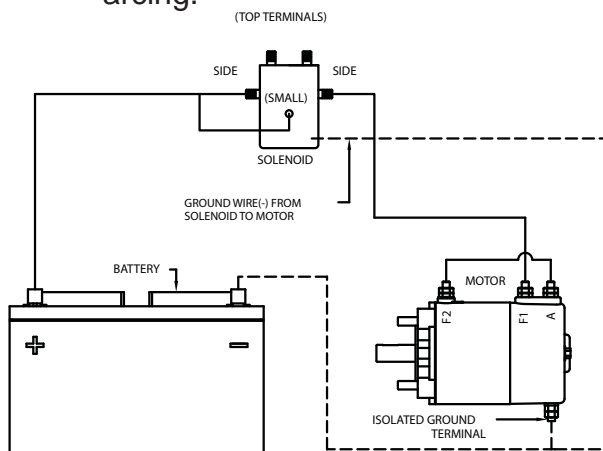 arcing.
(TOP TERMINALS)
SIDE
SIDE
(SMALL)
SOLENOID
GROUND WIRE(-) FROM
SOLENOID TO MOTOR
BATTERY
MOTOR
F2
F1
A
+
−
ISOLATED GROUND
TERMINAL